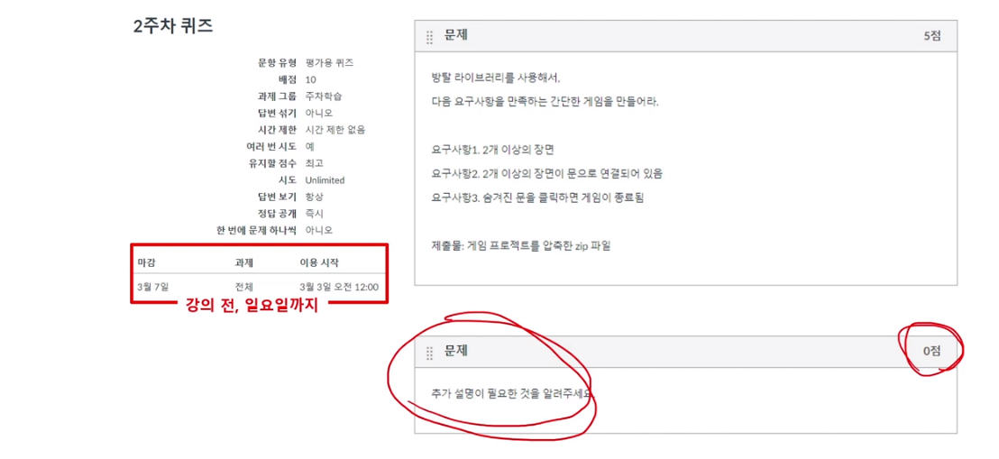 2주차 퀴즈
문항 유형 평가용 퀴즈
배점 10
과제 그룹 주차학습
답변 섞기 아니오
시간 제한 시간 제한 없음
여러 번 시도 예
유지할 점수 최고
시도 Unlimited
답변 보기 항상
정답 공개 즉시
한 번에 문제 하나씩 아니오
마감 과제 이용 시작
3월 7일 전체 3월 3일 오전 12:00
강의 전, 일요일까지
문제 5점
방탈 라이브러리를 사용해서,
다음 요구사항을 만족하는 간단한 게임을 만들어라.
요구사항1. 2개 이상의 장면
요구사항2. 2개 이상의 장면이 문으로 연결되어 있음
요구사항3. 숨겨진 문을 클릭하면 게임이 종료됨
제출물: 게임 프로젝트를 압축한 zip 파일
문제 0점
추가 설명이 필요한 것을 알려주세요.